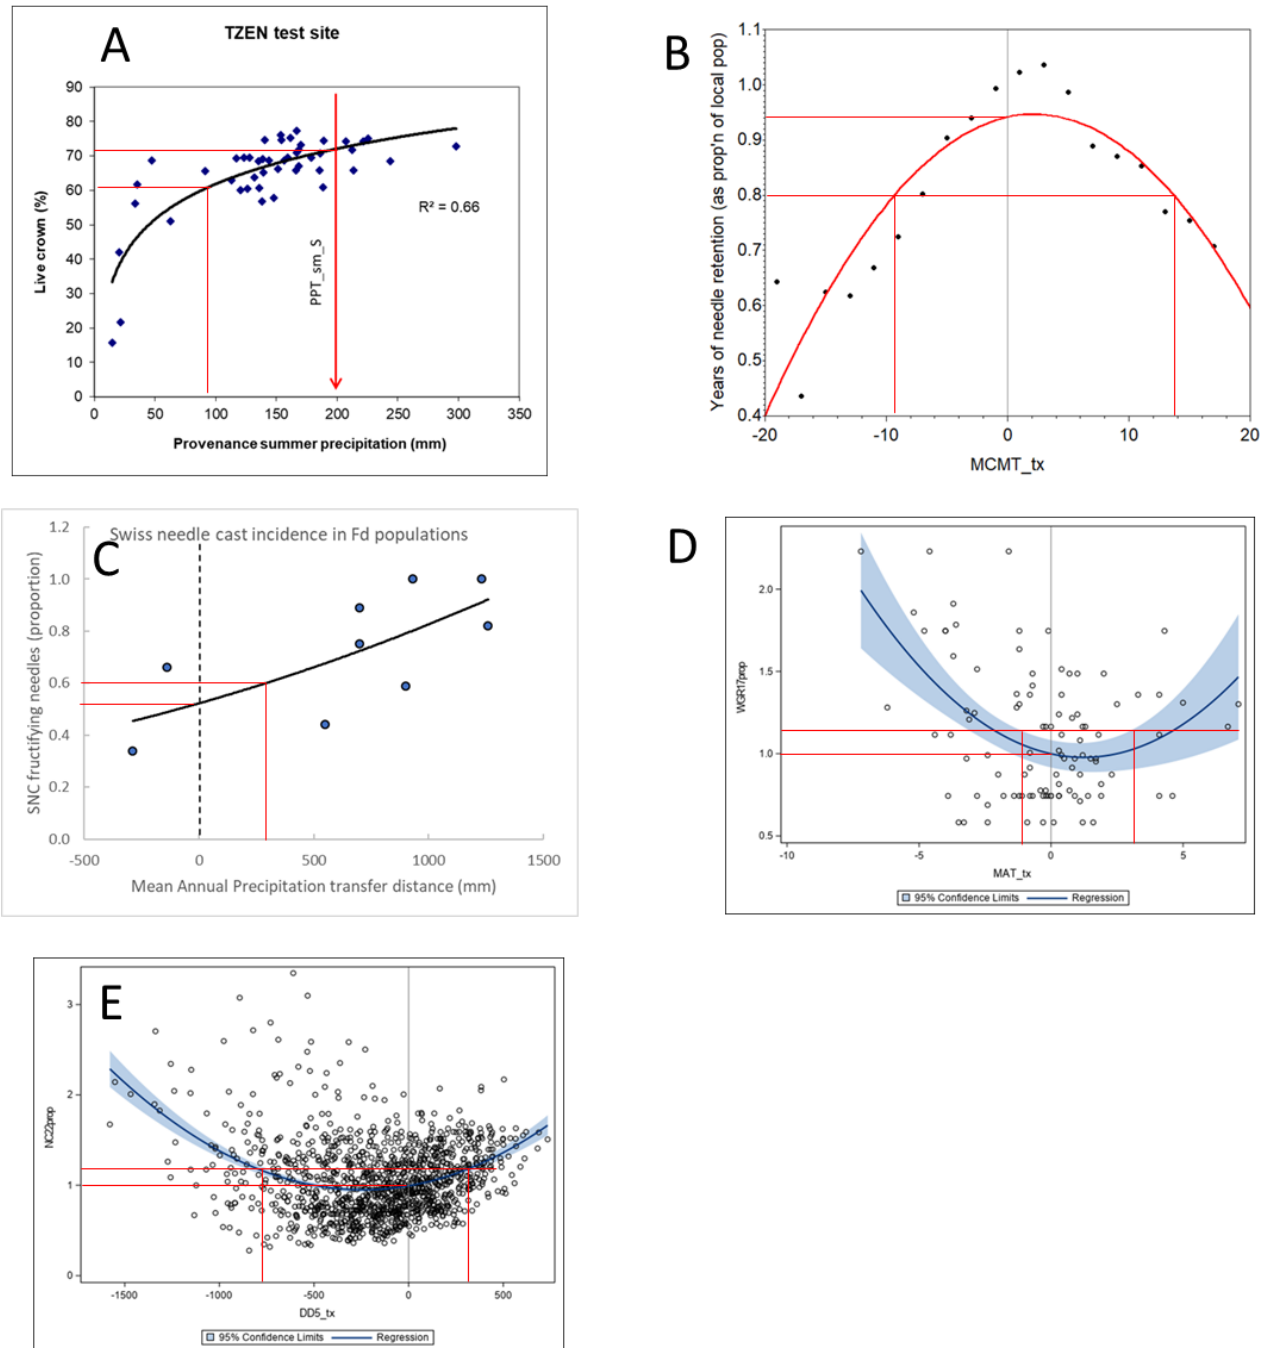 A
TZEN test site
90
80
70
60
50
40
30
20
10
0
Live crown (%)
R² = 0.66
PPT_sm_S
0 50 100 150 200 250 300 350
Provenance summer precipitation (mm)
B
1.1
1.0
0.9
0.8
0.7
0.6
0.5
0.4
Years of needle retention (as prop'n of local pop)
-20 -10 0 10 20
MCMT_tx
C
Swiss needle cast incidence in Fd populations
1.2
1.0
0.8
0.6
0.4
0.2
0.0
SNC fructifying needles (proportion)
-500 0 500 1000 1500
Mean Annual Precipitation transfer distance (mm)
D
2.0
1.5
1.0
0.5
WGR17prop
-10 -5 0 5
MAT_tx
95% Confidence Limits Regression
E
3
2
1
0
NC22prop
-1500 -1000 -500 0 500
DD5_tx
95% Confidence Limits Regression